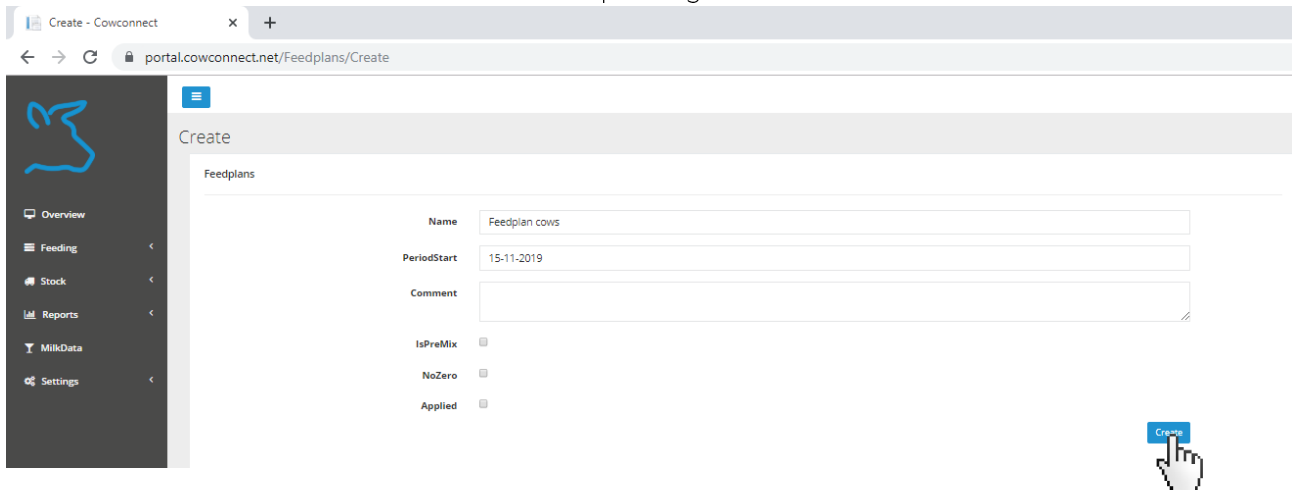 Create - Cowconnect
portal.cowconnect.net/Feedplans/Create
Create
Feedplans
Overview
Feeding
Stock
Reports
MilkData
Settings
Name
Feedplan cows
PeriodStart
15-11-2019
Comment
IsPreMix
NoZero
Applied
Create